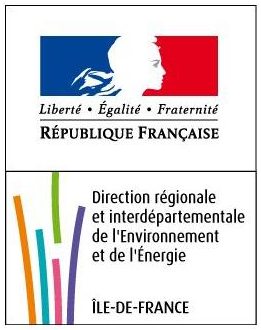 Liberté • Égalité • Fraternité
RÉPUBLIQUE FRANÇAISE
Direction régionale
et interdépartementale
de l'Environnement
et de l'Énergie
ÎLE-DE-FRANCE